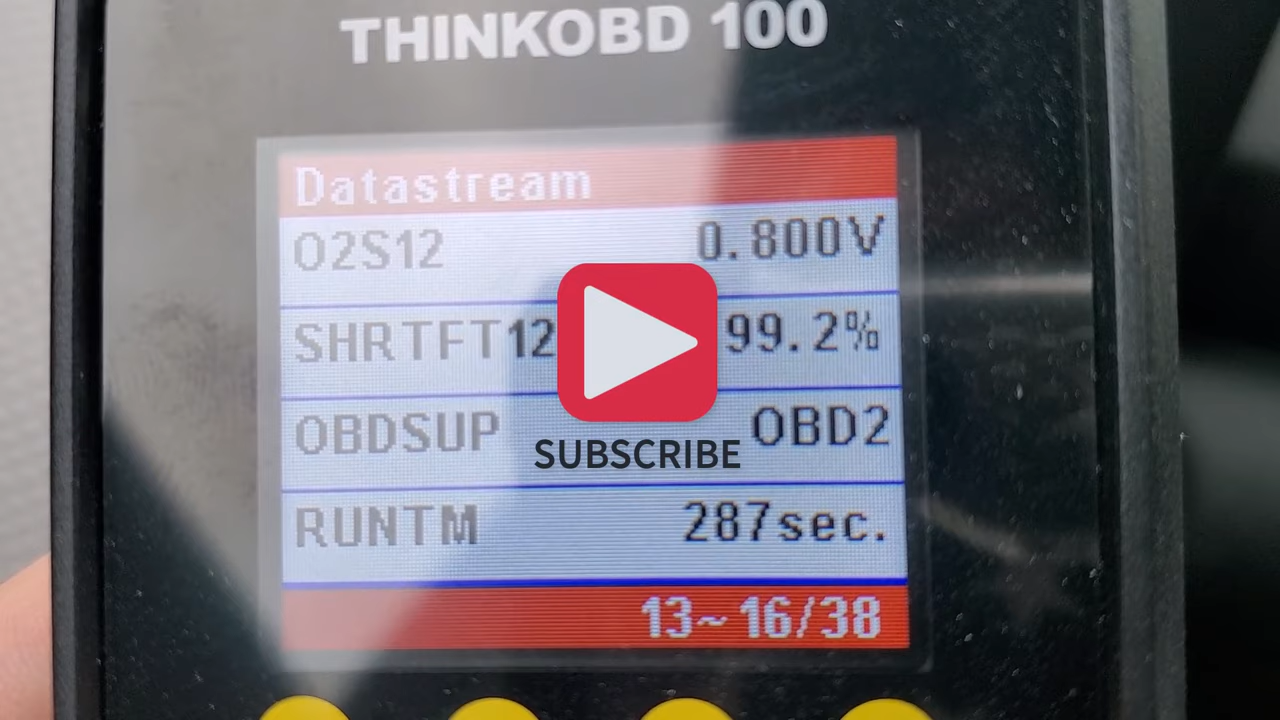 THINKOBD 100
Datastream
O2S12 0.800V
SHRTFT12 99.2%
OBDSUP OBD2
SUBSCRIBE
RUNTM 287sec.
13~16/38